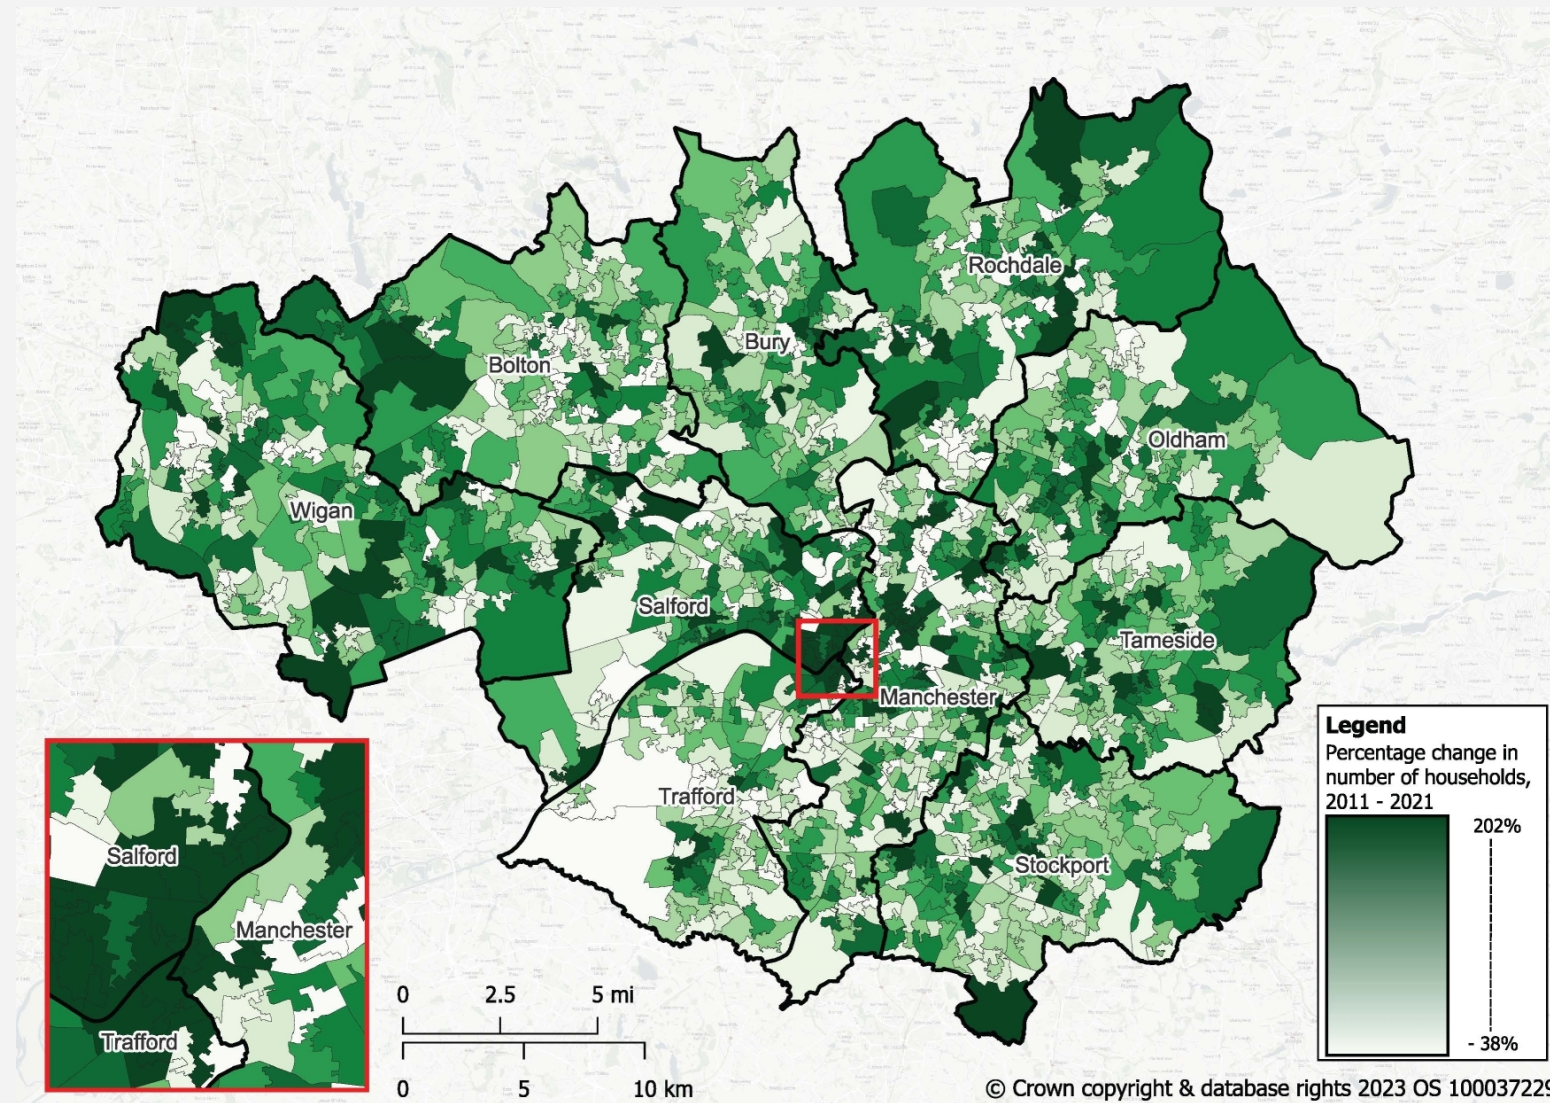 Rochdale
Bury
Bolton
Oldham
Wigan
Salford
Tameside
Manchester
Trafford
Stockport
Legend
Percentage change in
number of households,
2011 - 2021
202%
- 38%
Salford
Manchester
Trafford
0 2.5 5 mi
0 5 10 km
© Crown copyright & database rights 2023 OS 100037229